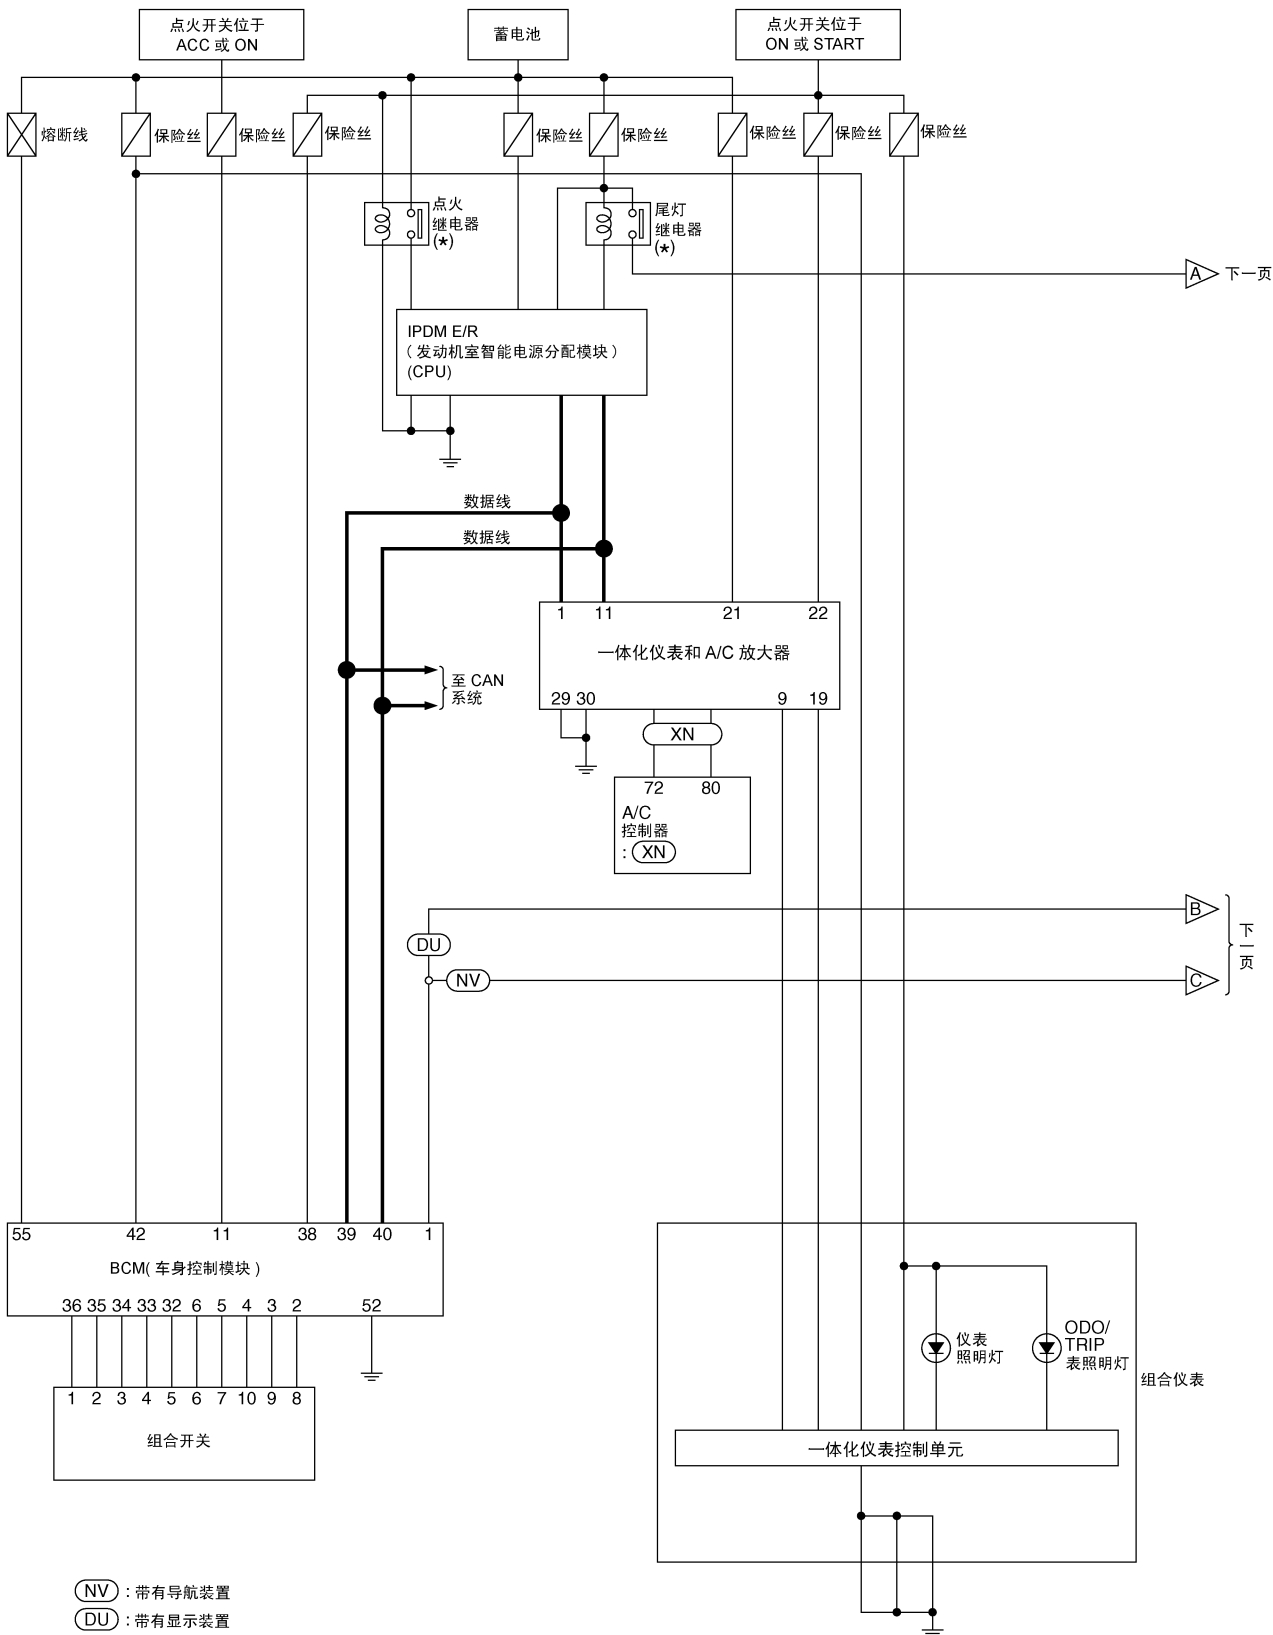 点火开关位于
ACC 或 ON
蓄电池
点火开关位于
ON 或 START
熔断线
保险丝
保险丝
保险丝
保险丝
保险丝
保险丝
保险丝
保险丝
点火
继电器
(*)
尾灯
继电器
(*)
A
下一页
IPDM E/R
( 发动机室智能电源分配模块 )
(CPU)
数据线
数据线
1 11 21 22
一体化仪表和 A/C 放大器
29 30 9 19
至 CAN
系统
XN
72 80
A/C
控制器
: XN
B
DU
下一页
NV
C
55 42 11 38 39 40 1
BCM( 车身控制模块 )
36 35 34 33 32 6 5 4 3 2 52
1 2 3 4 5 6 7 10 9 8
组合开关
仪表
照明灯
ODO/
TRIP
表照明灯
组合仪表
一体化仪表控制单元
NV : 带有导航装置
DU : 带有显示装置